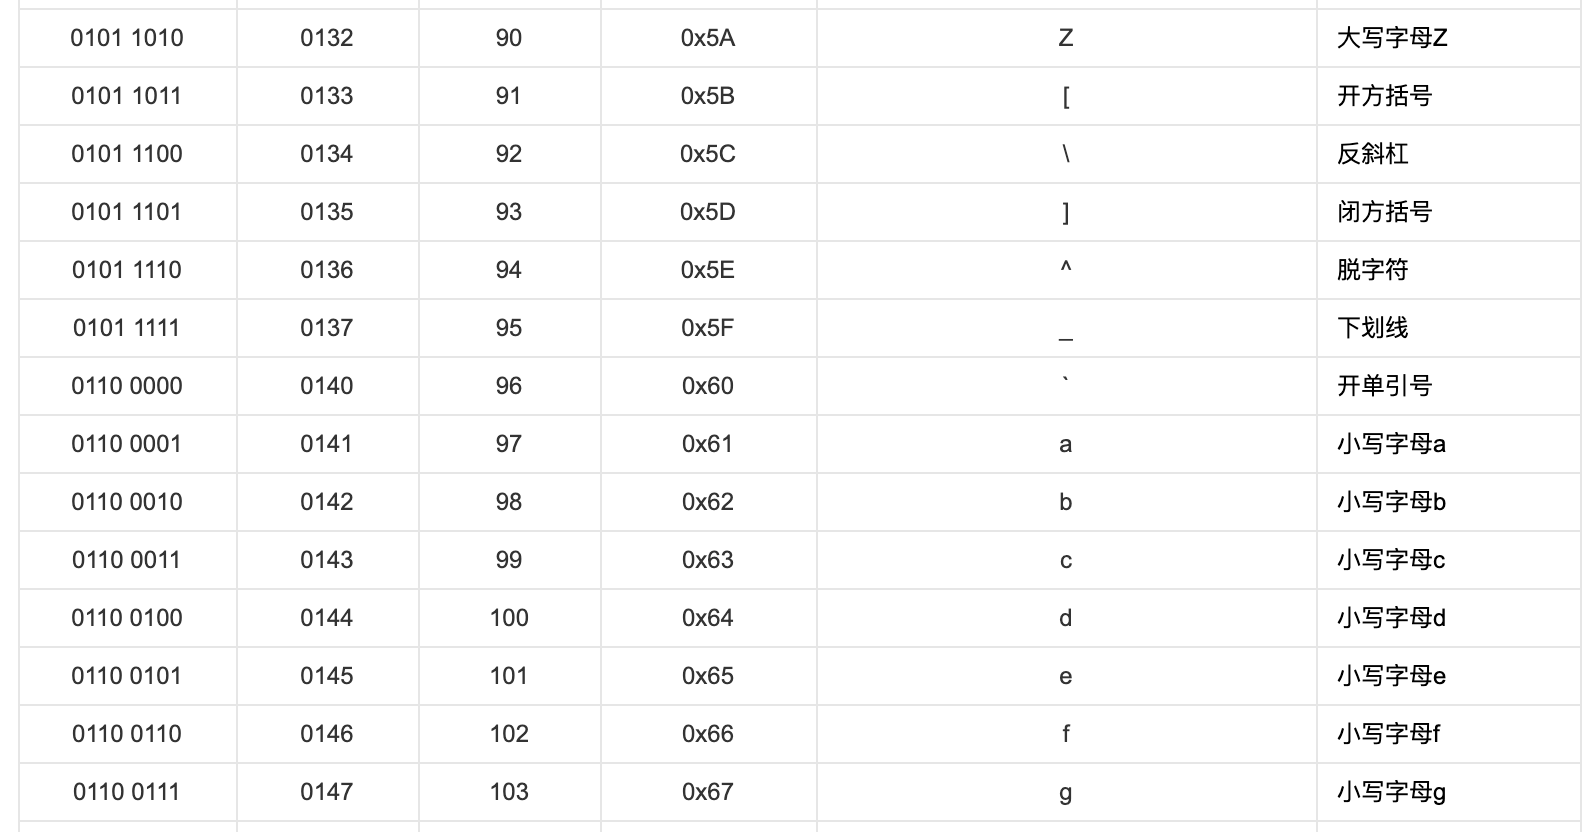 0101 1010 0132 90 0x5A Z 大写字母Z
0101 1011 0133 91 0x5B [ 开方括号
0101 1100 0134 92 0x5C \ 反斜杠
0101 1101 0135 93 0x5D ] 闭方括号
0101 1110 0136 94 0x5E ^ 脱字符
0101 1111 0137 95 0x5F _ 下划线
0110 0000 0140 96 0x60 ` 开单引号
0110 0001 0141 97 0x61 a 小写字母a
0110 0010 0142 98 0x62 b 小写字母b
0110 0011 0143 99 0x63 c 小写字母c
0110 0100 0144 100 0x64 d 小写字母d
0110 0101 0145 101 0x65 e 小写字母e
0110 0110 0146 102 0x66 f 小写字母f
0110 0111 0147 103 0x67 g 小写字母g